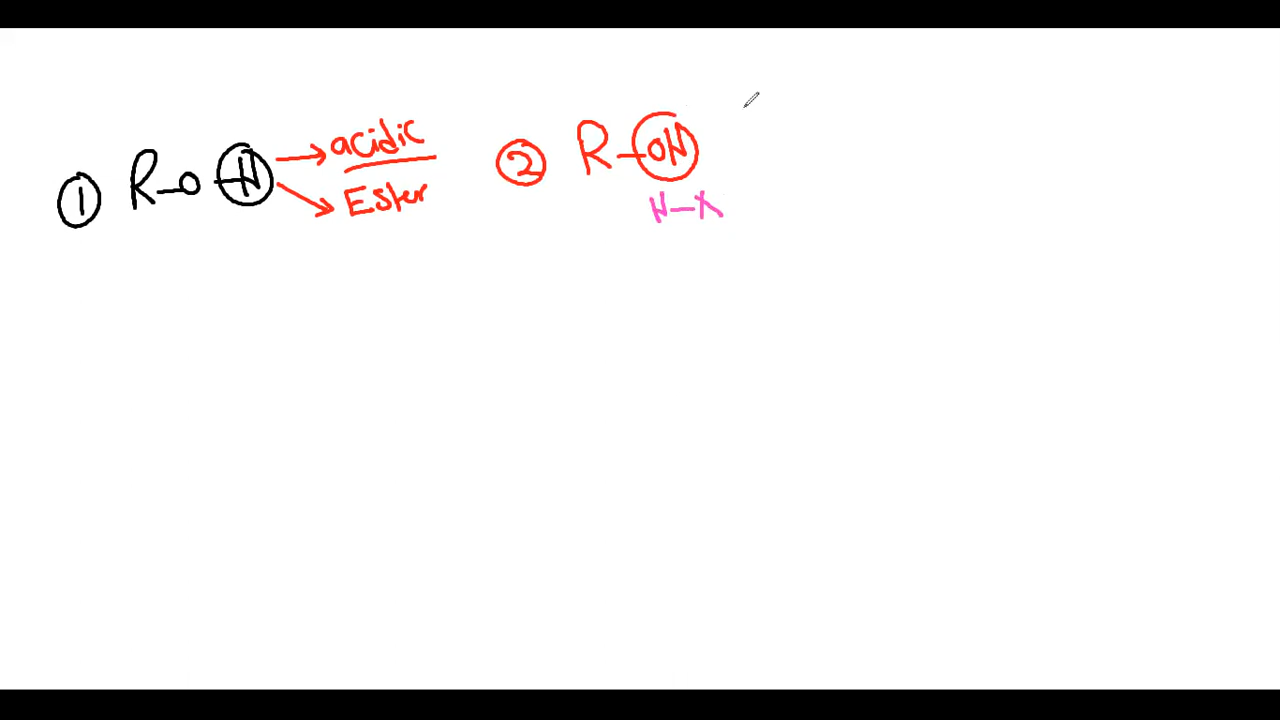 ① R-O-H → acidic
→ Ester
② R-OH
H-X